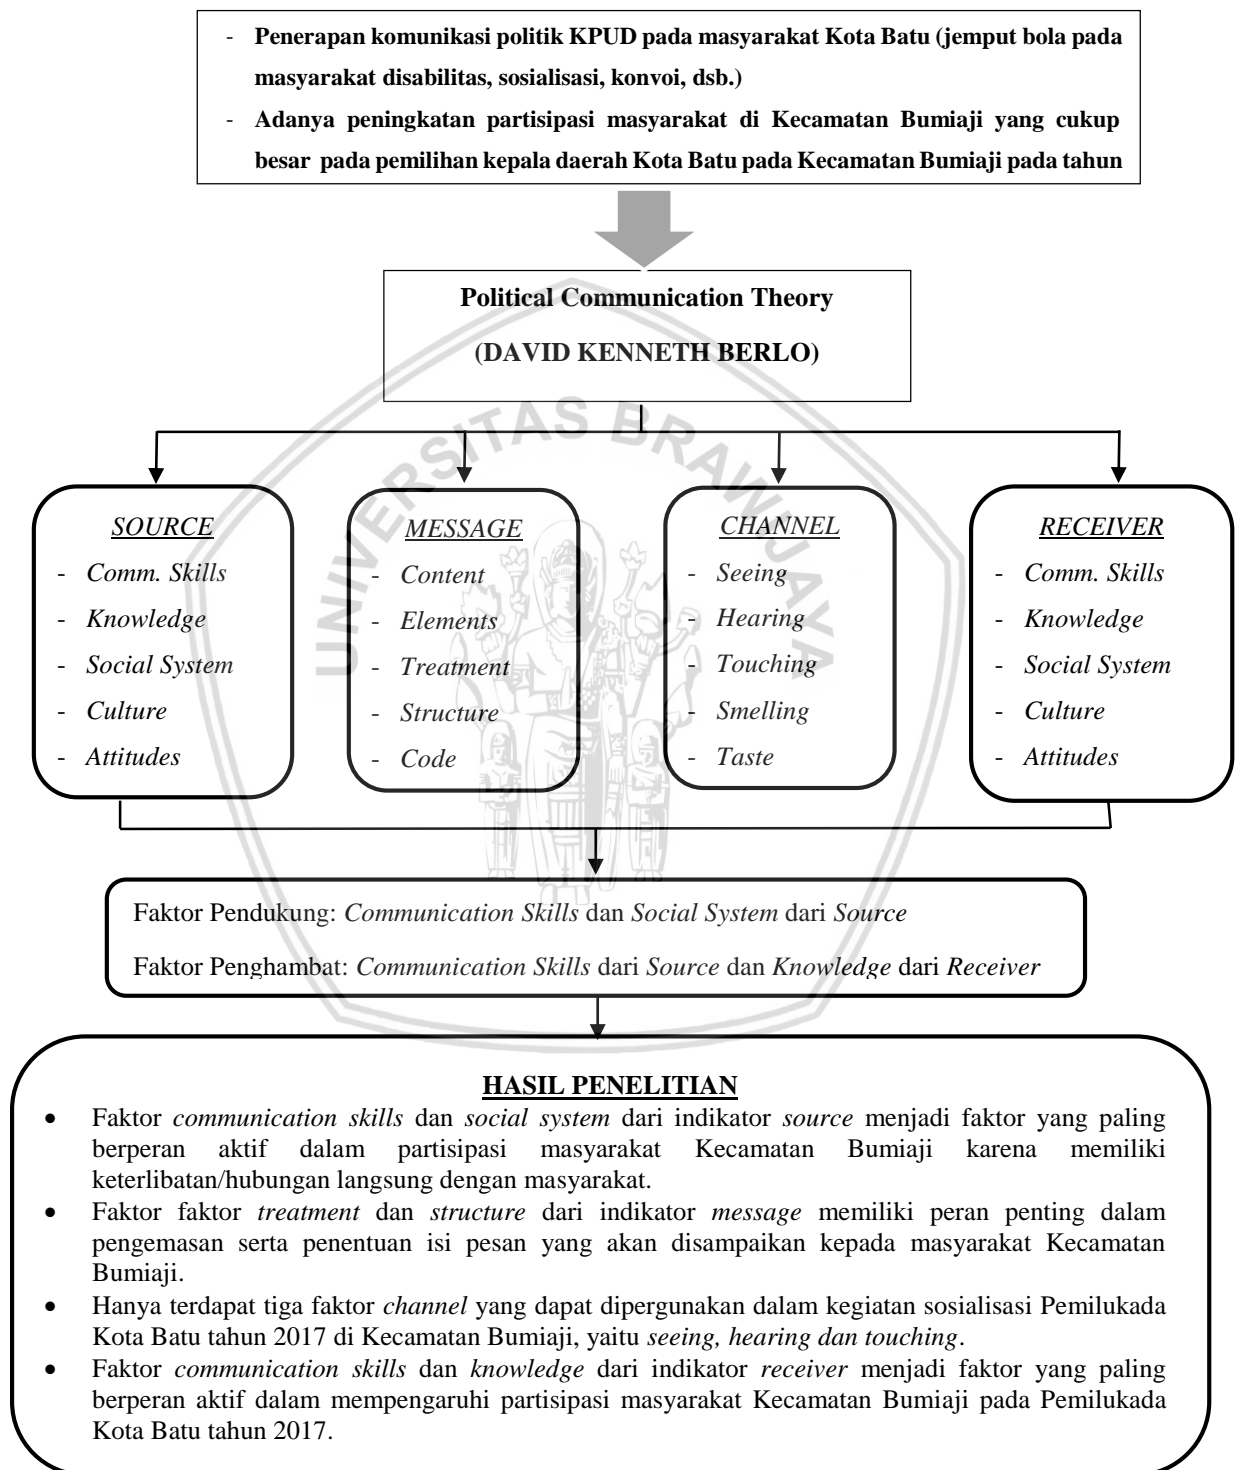 - Penerapan komunikasi politik KPUD pada masyarakat Kota Batu (jemput bola pada
masyarakat disabilitas, sosialisasi, konvoi, dsb.)
- Adanya peningkatan partisipasi masyarakat di Kecamatan Bumiaji yang cukup
besar pada pemilihan kepala daerah Kota Batu pada Kecamatan Bumiaji pada tahun
Political Communication Theory
(DAVID KENNETH BERLO)
UNIVERSITAS BRAWIJAYA
SOURCE
- Comm. Skills
- Knowledge
- Social System
- Culture
- Attitudes
MESSAGE
- Content
- Elements
- Treatment
- Structure
- Code
CHANNEL
- Seeing
- Hearing
- Touching
- Smelling
- Taste
RECEIVER
- Comm. Skills
- Knowledge
- Social System
- Culture
- Attitudes
Faktor Pendukung: Communication Skills dan Social System dari Source
Faktor Penghambat: Communication Skills dari Source dan Knowledge dari Receiver
HASIL PENELITIAN
• Faktor communication skills dan social system dari indikator source menjadi faktor yang paling
berperan aktif dalam partisipasi masyarakat Kecamatan Bumiaji karena memiliki
keterlibatan/hubungan langsung dengan masyarakat.
• Faktor faktor treatment dan structure dari indikator message memiliki peran penting dalam
pengemasan serta penentuan isi pesan yang akan disampaikan kepada masyarakat Kecamatan
Bumiaji.
• Hanya terdapat tiga faktor channel yang dapat dipergunakan dalam kegiatan sosialisasi Pemilukada
Kota Batu tahun 2017 di Kecamatan Bumiaji, yaitu seeing, hearing dan touching.
• Faktor communication skills dan knowledge dari indikator receiver menjadi faktor yang paling
berperan aktif dalam mempengaruhi partisipasi masyarakat Kecamatan Bumiaji pada Pemilukada
Kota Batu tahun 2017.